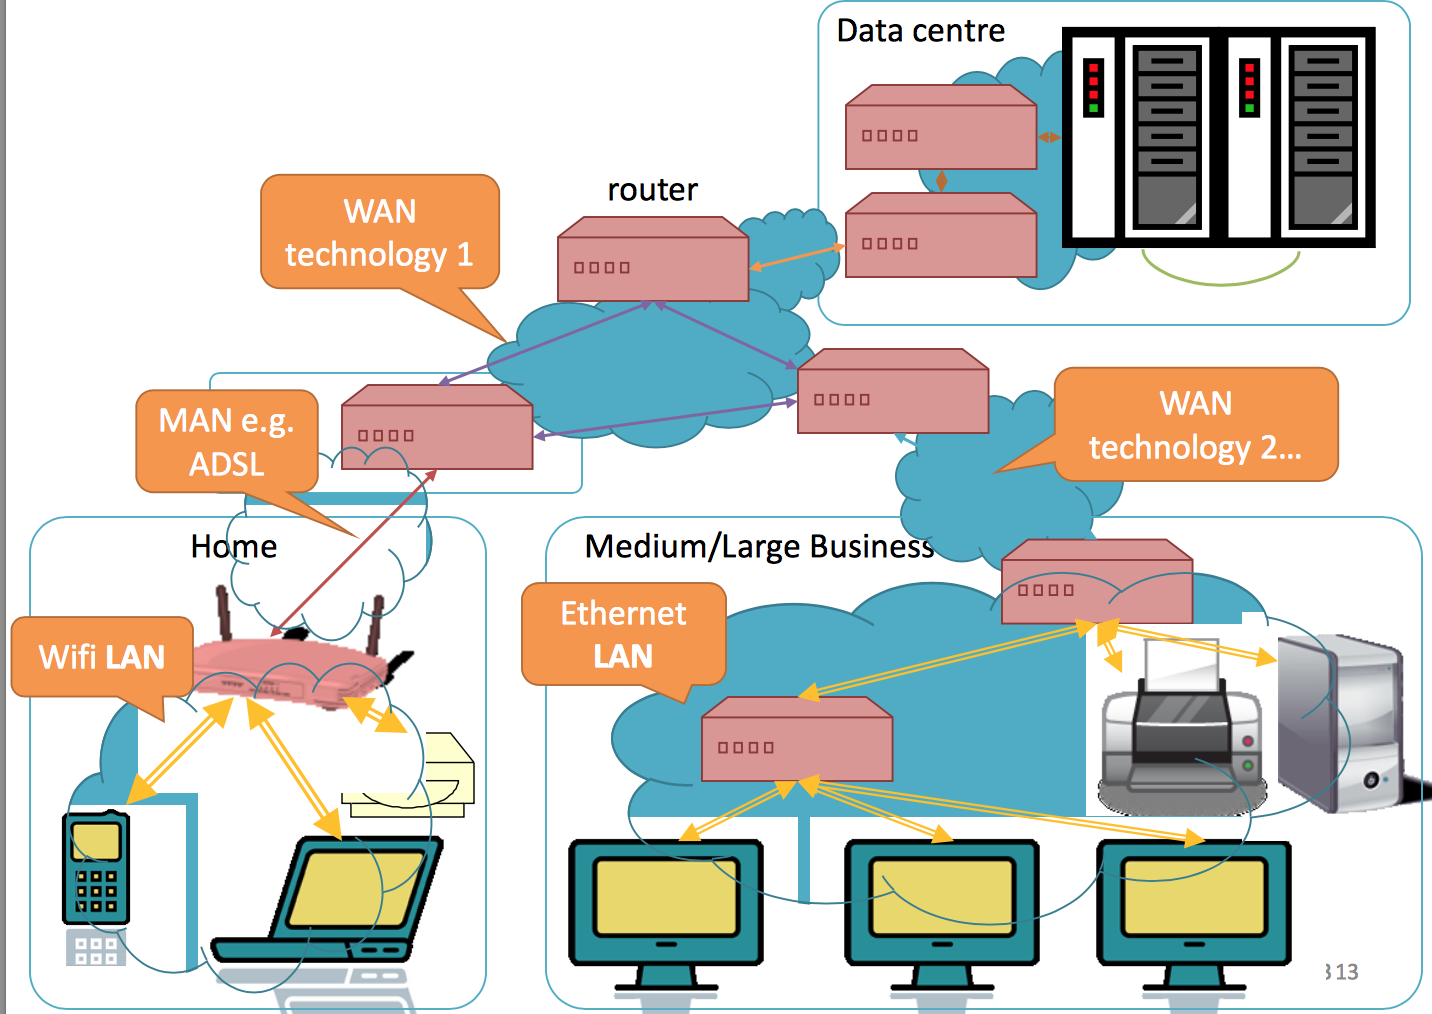 Data centre
router
WAN
technology 1
MAN e.g.
ADSL
WAN
technology 2...
Home
Medium/Large Business
Wifi LAN
Ethernet
LAN
13